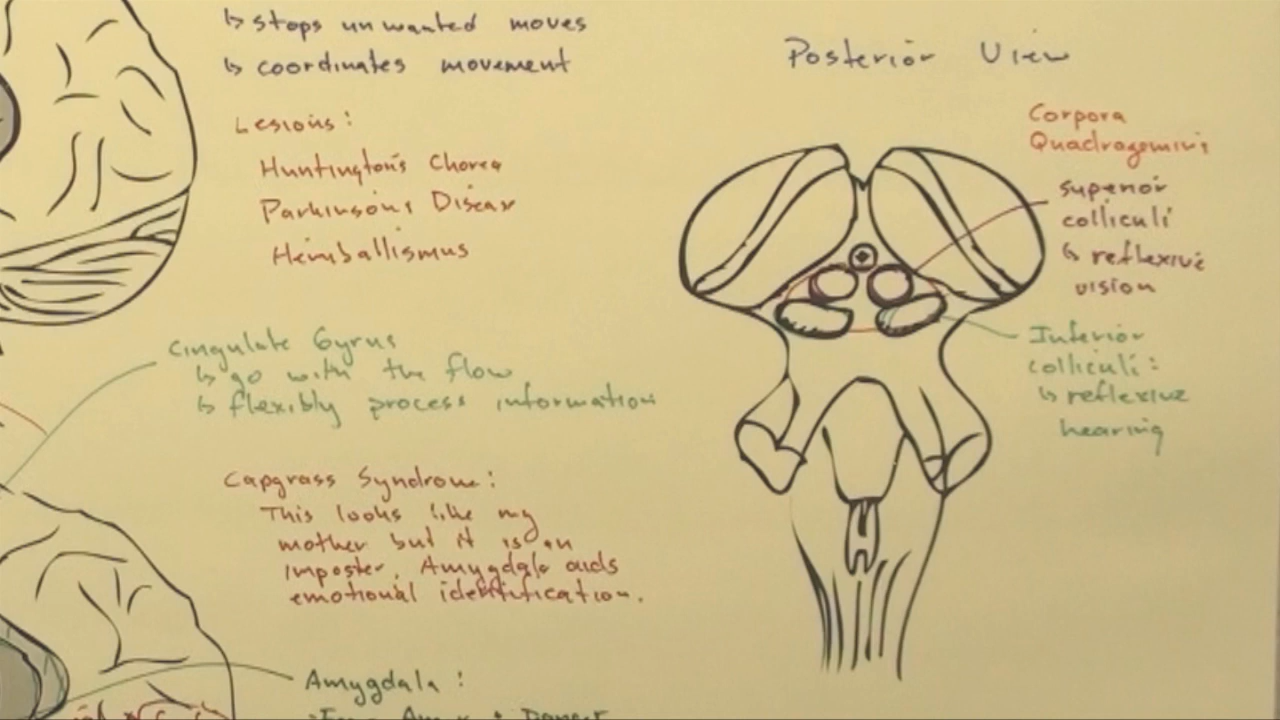 ↳ stops unwanted moves
↳ coordinates movement
Lesions:
Huntington's Chorea
Parkinsons Disease
Hemiballismus
Cingulate Gyrus
↳ go with the flow
↳ flexibly process information
Capgrass Syndrome:
This looks like my
mother but it is an
imposter. Amygdala aids
emotional identification.
Amygdala:
Posterior View
Corpora
Quadragemini
superior
colliculi
↳ reflexive
vision
Inferior
colliculi:
↳ reflexive
hearing